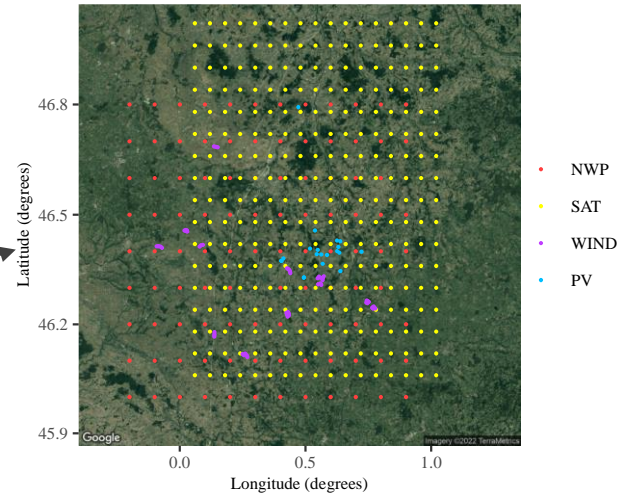 46.8
46.5
46.2
45.9
Latitude (degrees)
NWP
SAT
WIND
PV
Google
Imagery ©2022 TerraMetrics
0.0
0.5
1.0
Longitude (degrees)